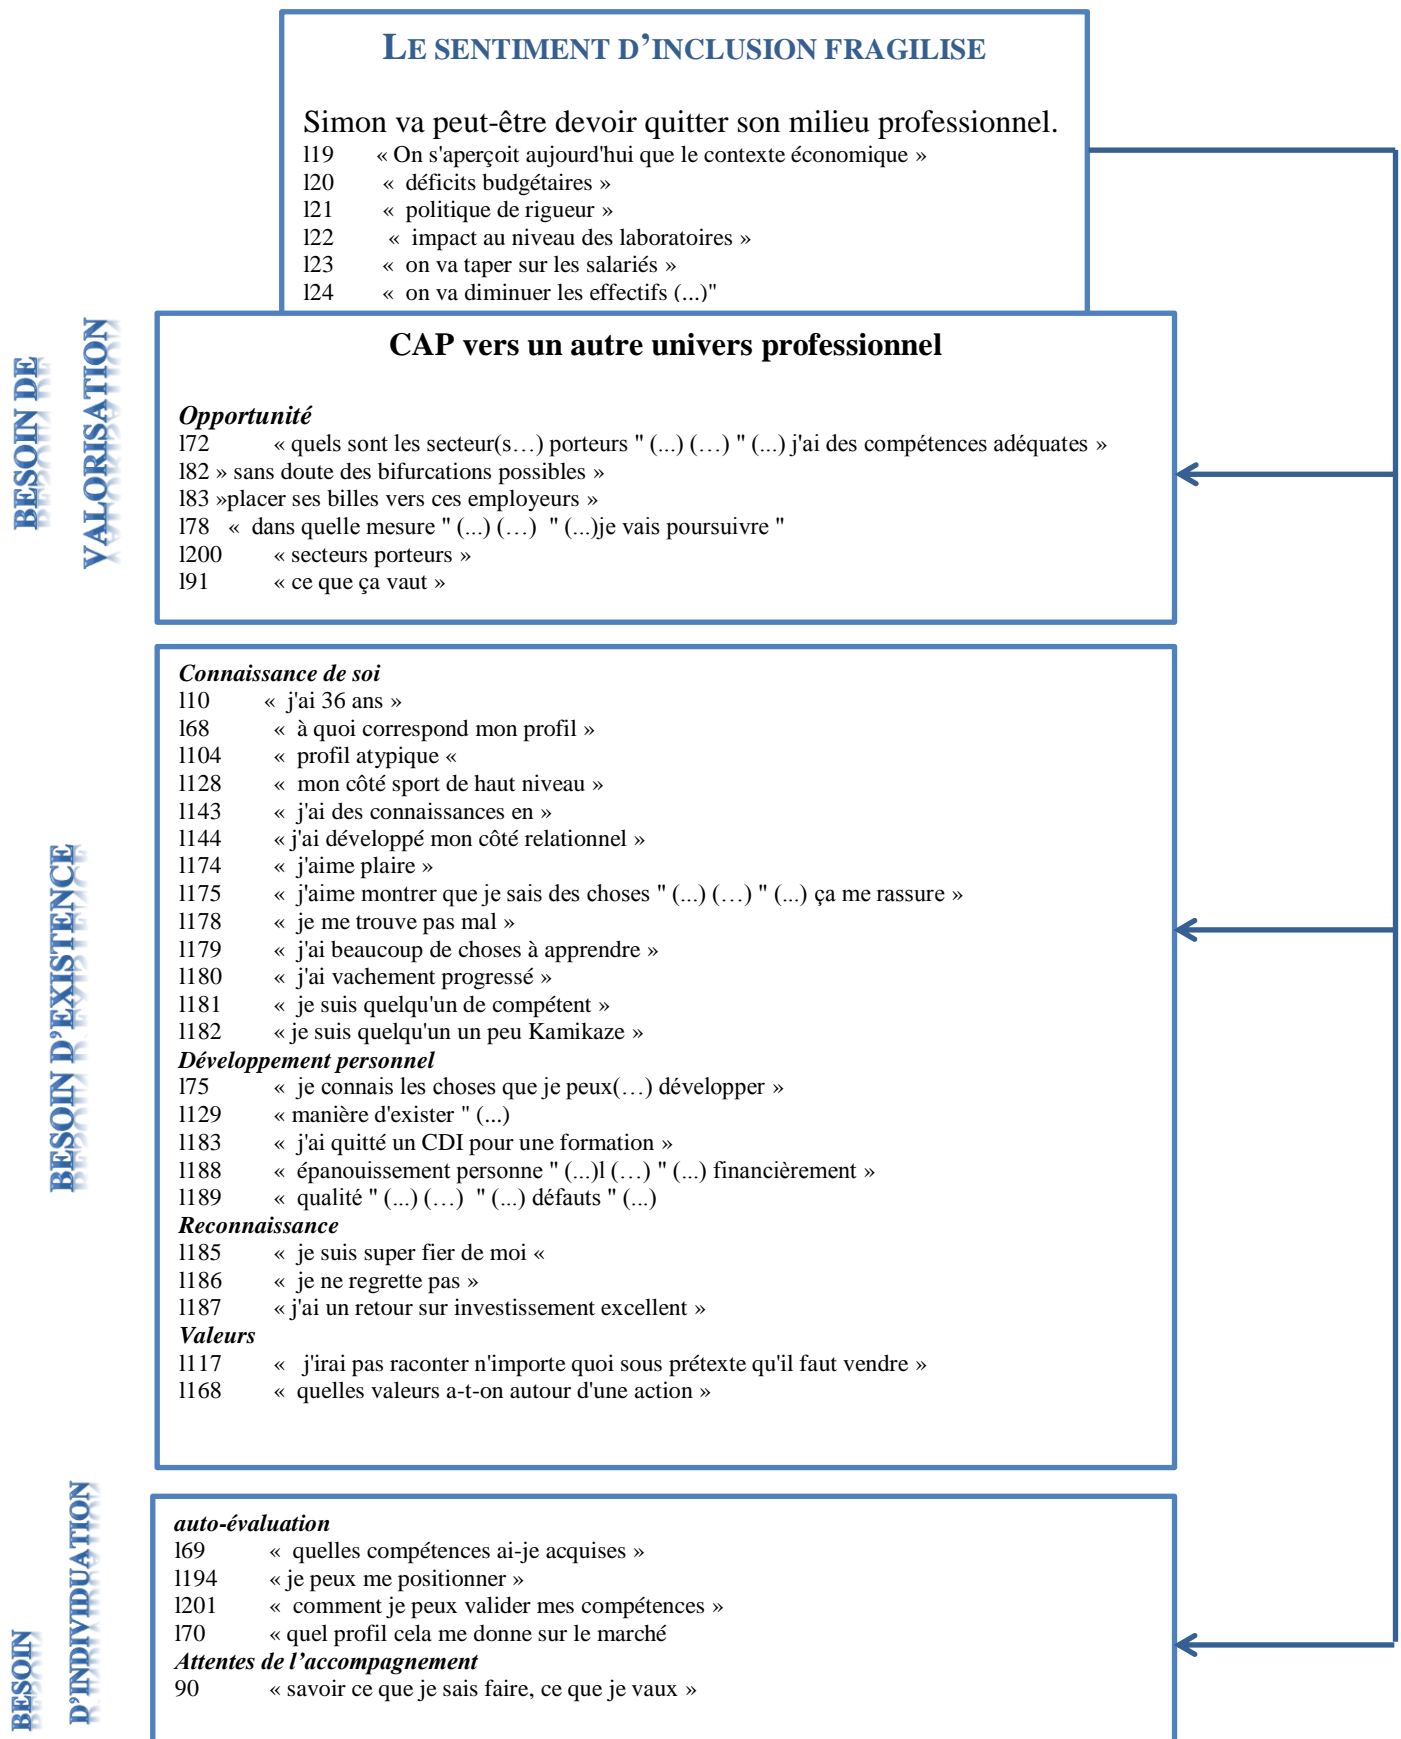 LE SENTIMENT D'INCLUSION FRAGILISE
Simon va peut-être devoir quitter son milieu professionnel.
l19 « On s'aperçoit aujourd'hui que le contexte économique »
l20 « déficits budgétaires »
l21 « politique de rigueur »
l22 « impact au niveau des laboratoires »
l23 « on va taper sur les salariés »
l24 « on va diminuer les effectifs (...)"
BESOIN DE
VALORISATION
CAP vers un autre univers professionnel
Opportunité
l72 « quels sont les secteur(s…) porteurs " (...) (…) " (...) j'ai des compétences adéquates »
l82 » sans doute des bifurcations possibles »
l83 »placer ses billes vers ces employeurs »
l78 « dans quelle mesure " (...) (…) " (...)je vais poursuivre "
l200 « secteurs porteurs »
l91 « ce que ça vaut »
BESOIN D'EXISTENCE
Connaissance de soi
l10 « j'ai 36 ans »
l68 « à quoi correspond mon profil »
l104 « profil atypique «
l128 « mon côté sport de haut niveau »
l143 « j'ai des connaissances en »
l144 « j'ai développé mon côté relationnel »
l174 « j'aime plaire »
l175 « j'aime montrer que je sais des choses " (...) (…) " (...) ça me rassure »
l178 « je me trouve pas mal »
l179 « j'ai beaucoup de choses à apprendre »
l180 « j'ai vachement progressé »
l181 « je suis quelqu'un de compétent »
l182 « je suis quelqu'un un peu Kamikaze »
Développement personnel
l75 « je connais les choses que je peux(…) développer »
l129 « manière d'exister " (...)
l183 « j'ai quitté un CDI pour une formation »
l188 « épanouissement personne " (...)l (…) " (...) financièrement »
l189 « qualité " (...) (…) " (...) défauts " (...)
Reconnaissance
l185 « je suis super fier de moi «
l186 « je ne regrette pas »
l187 « j'ai un retour sur investissement excellent »
Valeurs
l117 « j'irai pas raconter n'importe quoi sous prétexte qu'il faut vendre »
l168 « quelles valeurs a-t-on autour d'une action »
BESOIN
D'INDIVIDUATION
auto-évaluation
l69 « quelles compétences ai-je acquises »
l194 « je peux me positionner »
l201 « comment je peux valider mes compétences »
l70 « quel profil cela me donne sur le marché
Attentes de l'accompagnement
90 « savoir ce que je sais faire, ce que je vaux »